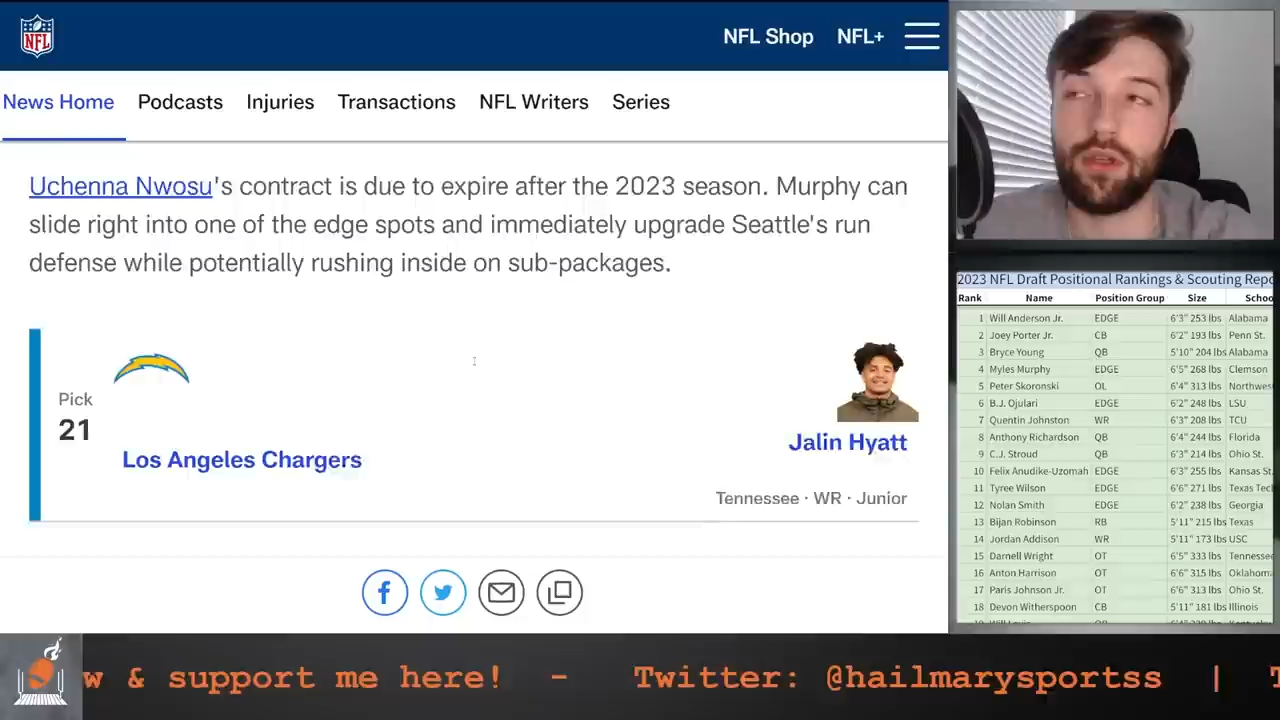 NFL
NFL Shop NFL+
News Home Podcasts Injuries Transactions NFL Writers Series
Uchenna Nwosu's contract is due to expire after the 2023 season. Murphy can
slide right into one of the edge spots and immediately upgrade Seattle's run
defense while potentially rushing inside on sub-packages.
Pick
21
Los Angeles Chargers
Jalin Hyatt
Tennessee · WR · Junior
2023 NFL Draft Positional Rankings & Scouting Repo
Rank Name Position Group Size Schoo
1 Will Anderson Jr. EDGE 6'3" 253 lbs Alabama
2 Joey Porter Jr. CB 6'2" 193 lbs Penn St.
3 Bryce Young QB 5'10" 204 lbs Alabama
4 Myles Murphy EDGE 6'5" 268 lbs Clemson
5 Peter Skoronski OL 6'4" 313 lbs Northwes
6 B.J. Ojulari EDGE 6'2" 248 lbs LSU
7 Quentin Johnston WR 6'3" 208 lbs TCU
8 Anthony Richardson QB 6'4" 244 lbs Florida
9 C.J. Stroud QB 6'3" 214 lbs Ohio St.
10 Felix Anudike-Uzomah EDGE 6'3" 255 lbs Kansas St.
11 Tyree Wilson EDGE 6'6" 271 lbs Texas Tech
12 Nolan Smith EDGE 6'2" 238 lbs Georgia
13 Bijan Robinson RB 5'11" 215 lbs Texas
14 Jordan Addison WR 5'11" 173 lbs USC
15 Darnell Wright OT 6'5" 333 lbs Tennessee
16 Anton Harrison OT 6'6" 315 lbs Oklahoma
17 Paris Johnson Jr. OT 6'6" 313 lbs Ohio St.
18 Devon Witherspoon CB 5'11" 181 lbs Illinois
w & support me here! - Twitter: @hailmarysportss | T